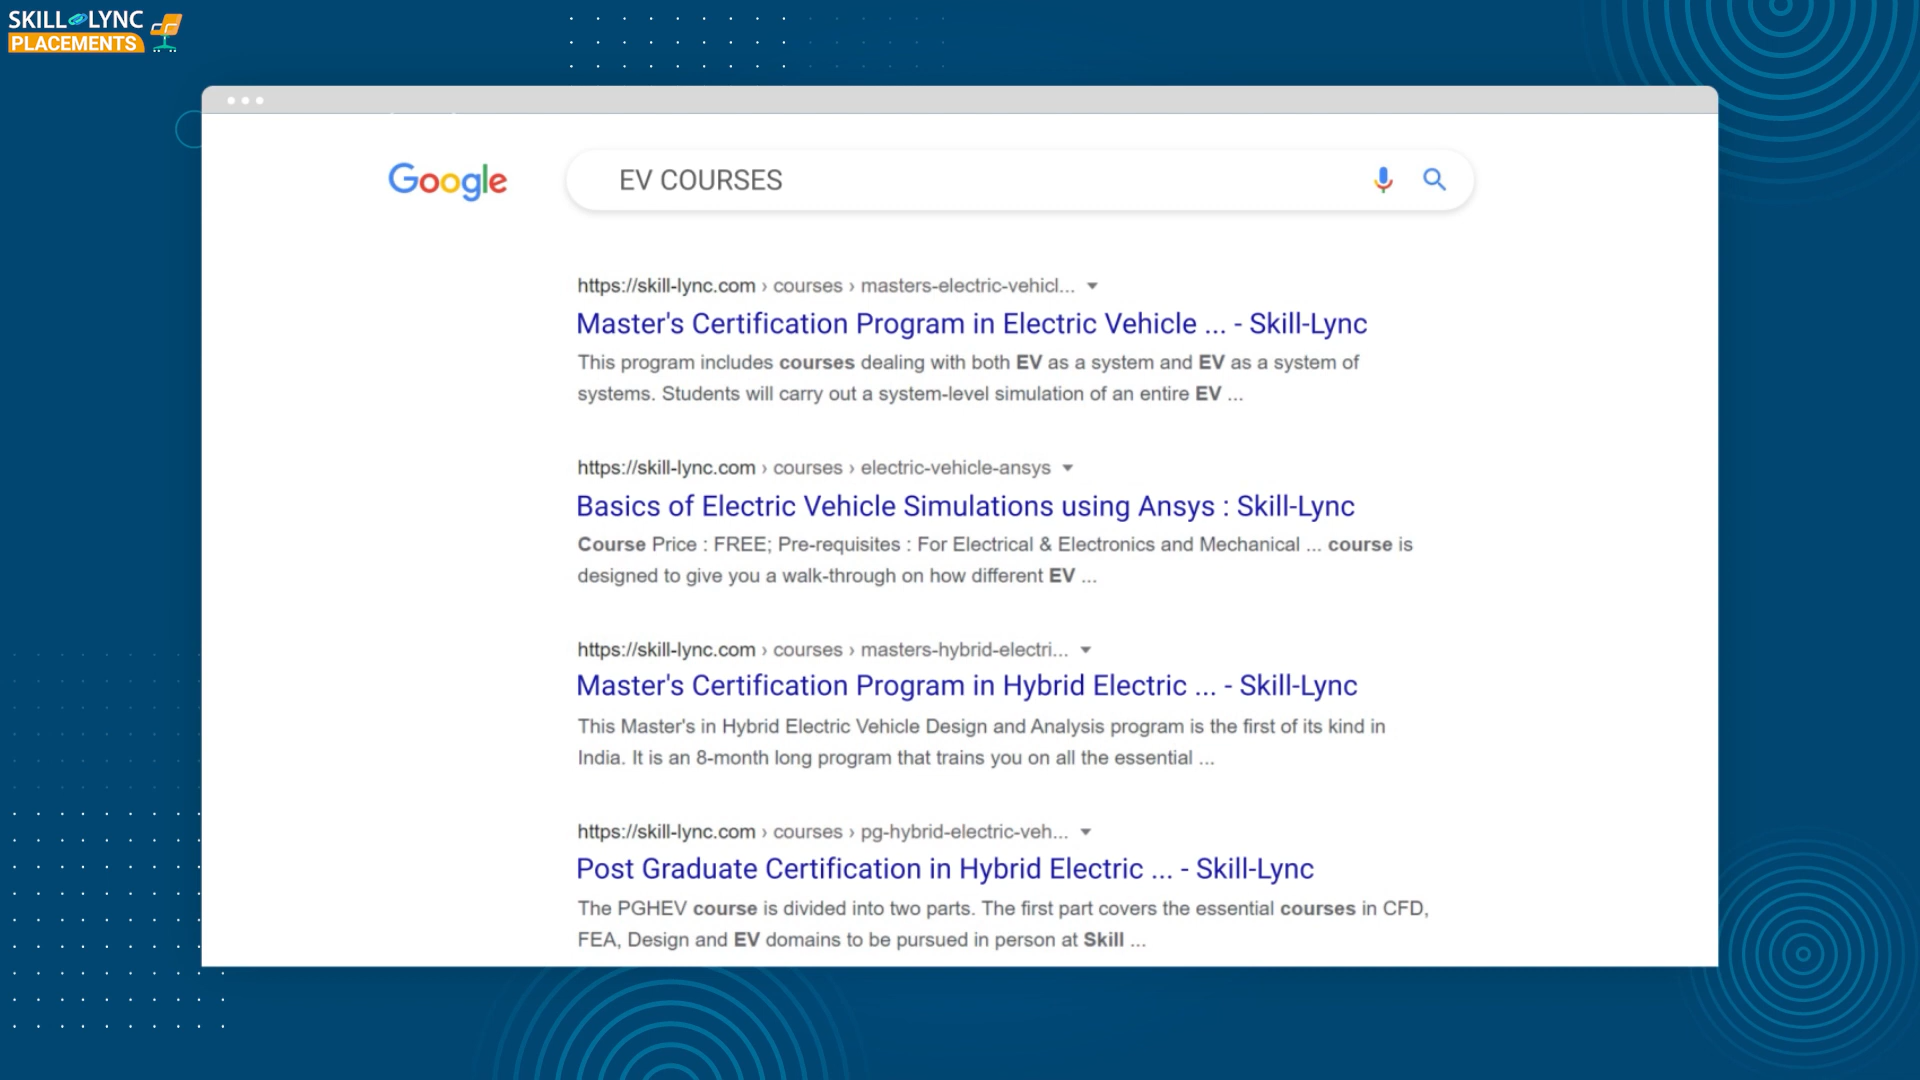 SKILL LYNC
PLACEMENTS
Google
EV COURSES
https://skill-lync.com › courses › masters-electric-vehicl...
Master's Certification Program in Electric Vehicle ... - Skill-Lync
This program includes courses dealing with both EV as a system and EV as a system of
systems. Students will carry out a system-level simulation of an entire EV ...
https://skill-lync.com › courses › electric-vehicle-ansys
Basics of Electric Vehicle Simulations using Ansys : Skill-Lync
Course Price : FREE; Pre-requisites : For Electrical & Electronics and Mechanical ... course is
designed to give you a walk-through on how different EV ...
https://skill-lync.com › courses › masters-hybrid-electri...
Master's Certification Program in Hybrid Electric ... - Skill-Lync
This Master's in Hybrid Electric Vehicle Design and Analysis program is the first of its kind in
India. It is an 8-month long program that trains you on all the essential ...
https://skill-lync.com › courses › pg-hybrid-electric-veh...
Post Graduate Certification in Hybrid Electric ... - Skill-Lync
The PGHEV course is divided into two parts. The first part covers the essential courses in CFD,
FEA, Design and EV domains to be pursued in person at Skill ...